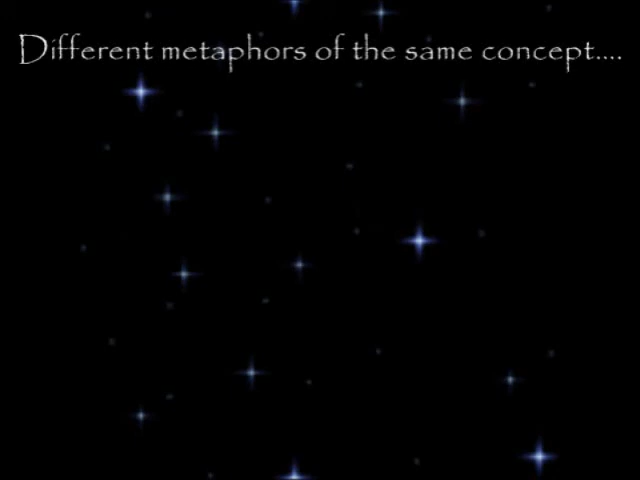 Different metaphors of the same concept....